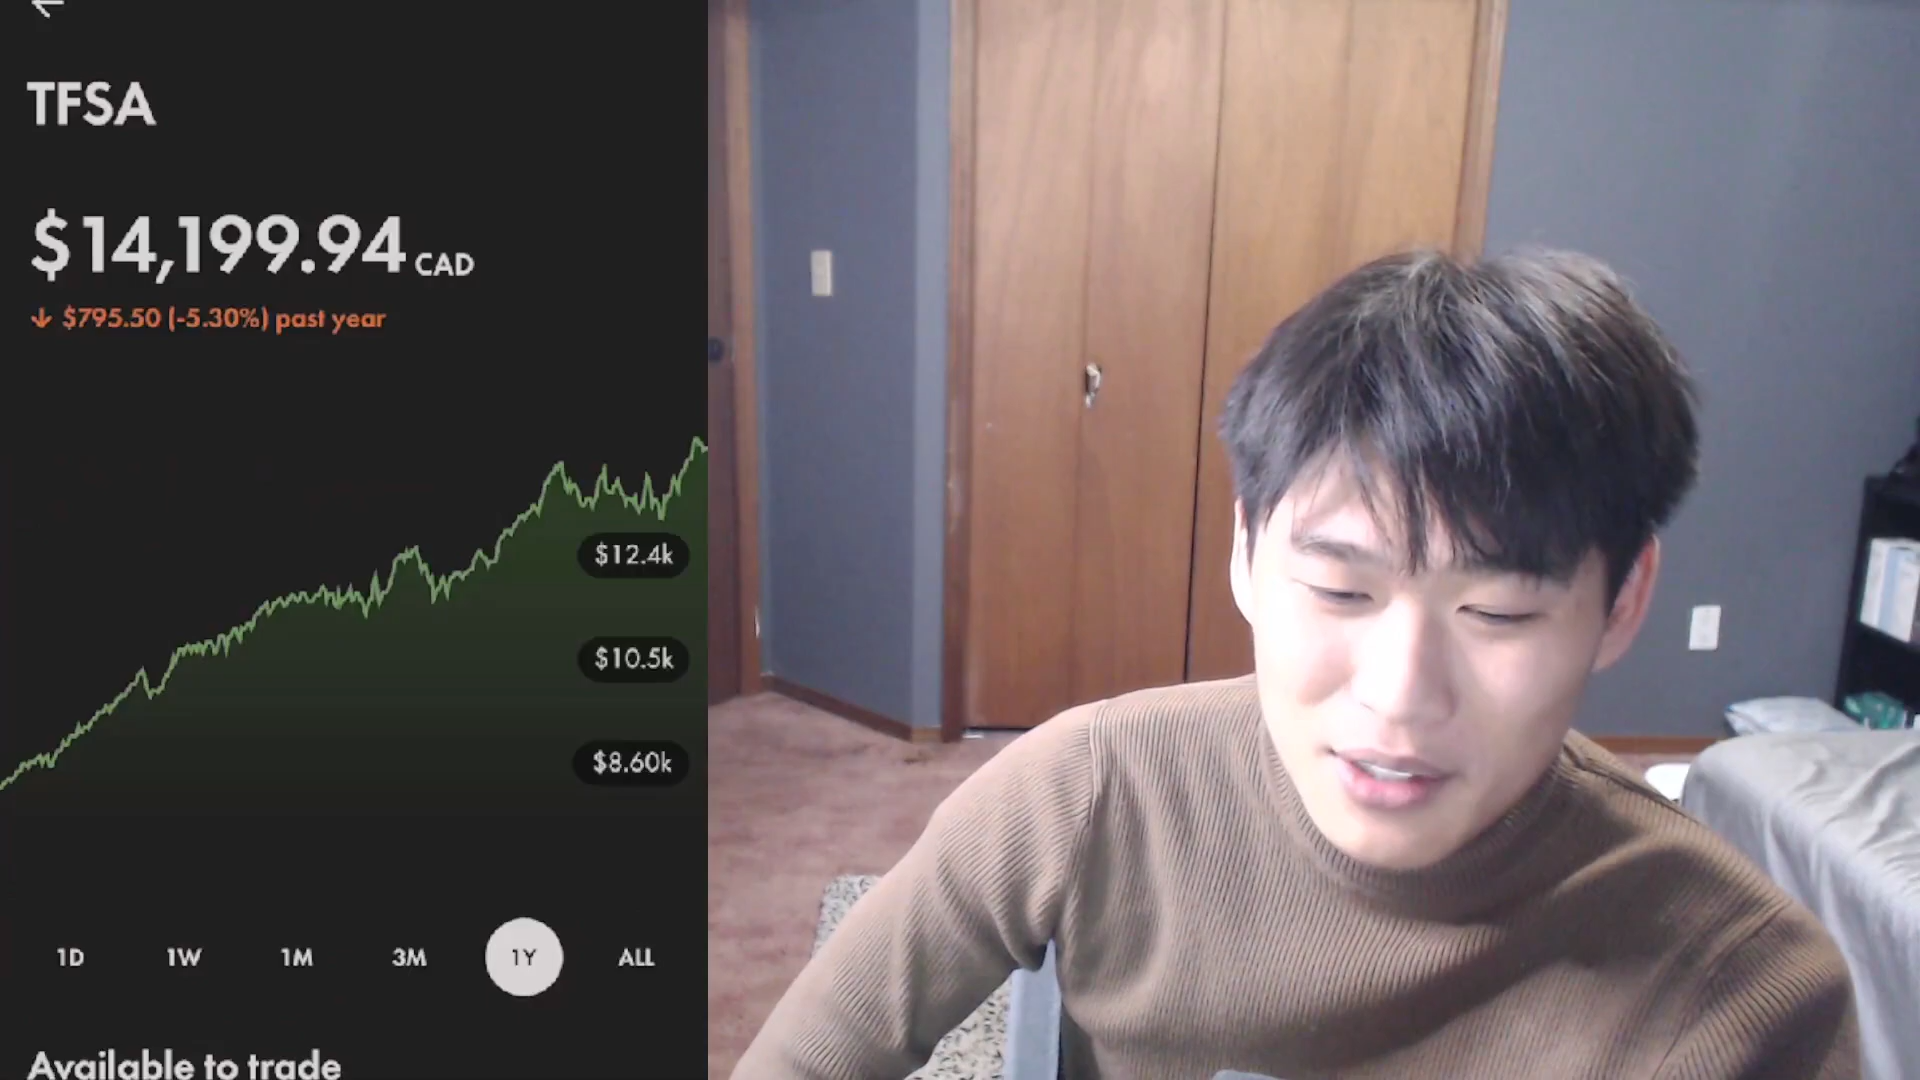 TFSA
$14,199.94 CAD
↓ $795.50 (-5.30%) past year
$12.4k
$10.5k
$8.60k
1D 1W 1M 3M 1Y ALL
Available to trade